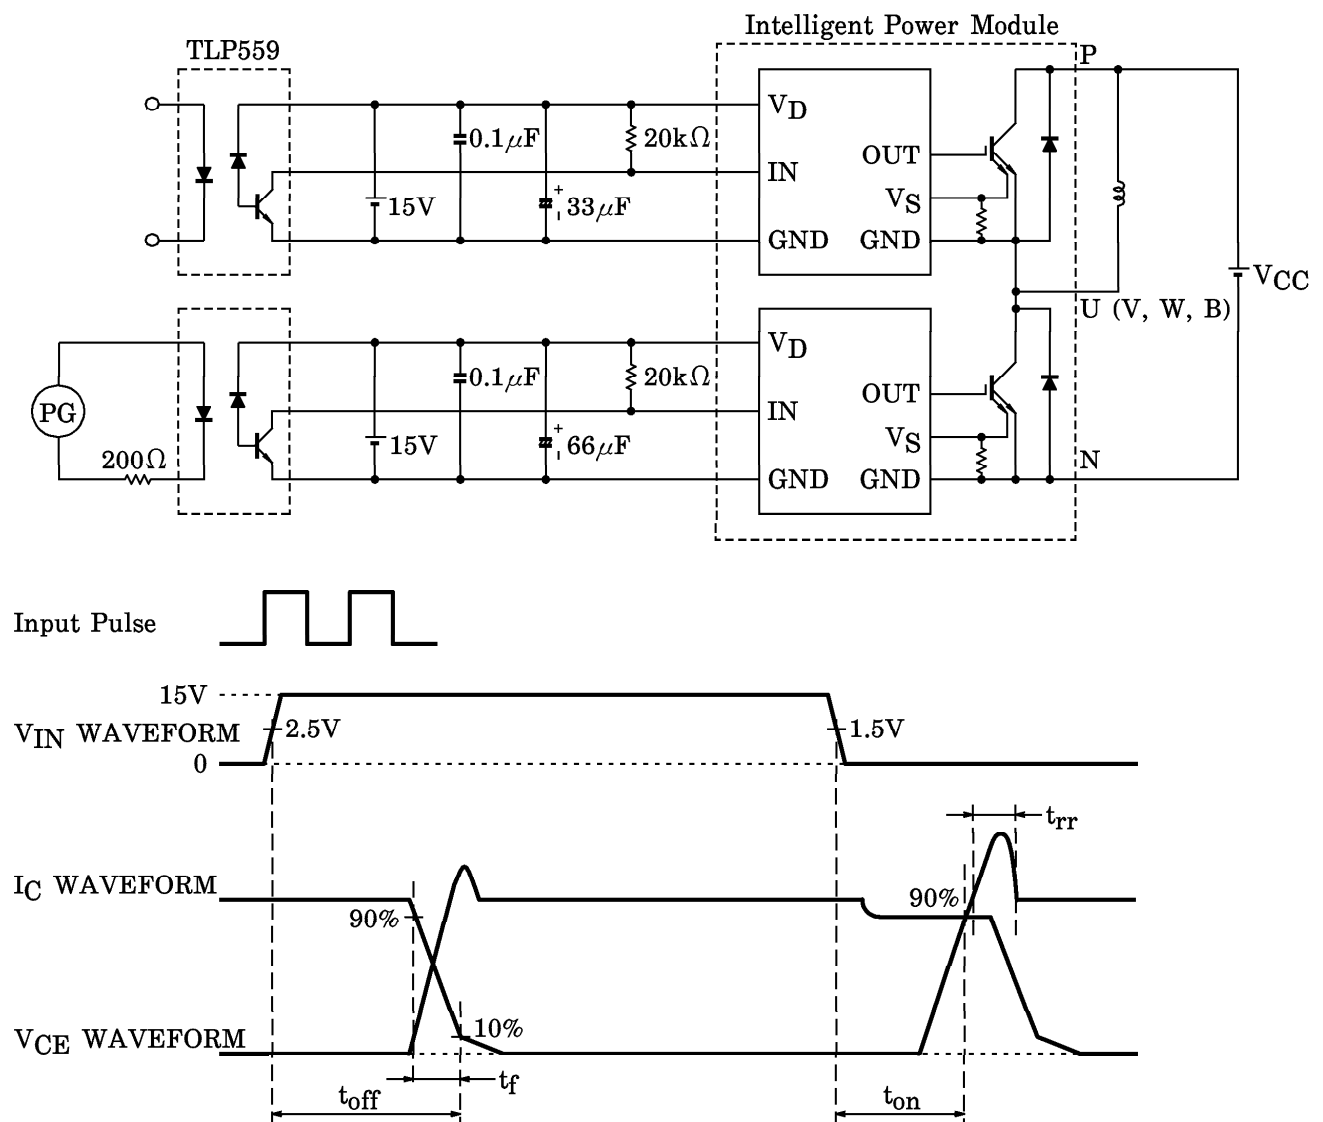 Intelligent Power Module
TLP559
P
VD
0.1μF
20kΩ
OUT
IN
VS
15V
33μF
GND
GND
VCC
U (V, W, B)
VD
0.1μF
20kΩ
OUT
PG
IN
VS
15V
66μF
200Ω
N
GND
GND
Input Pulse
15V
VIN WAVEFORM
2.5V
1.5V
0
trr
IC WAVEFORM
90%
90%
10%
VCE WAVEFORM
tf
toff
ton